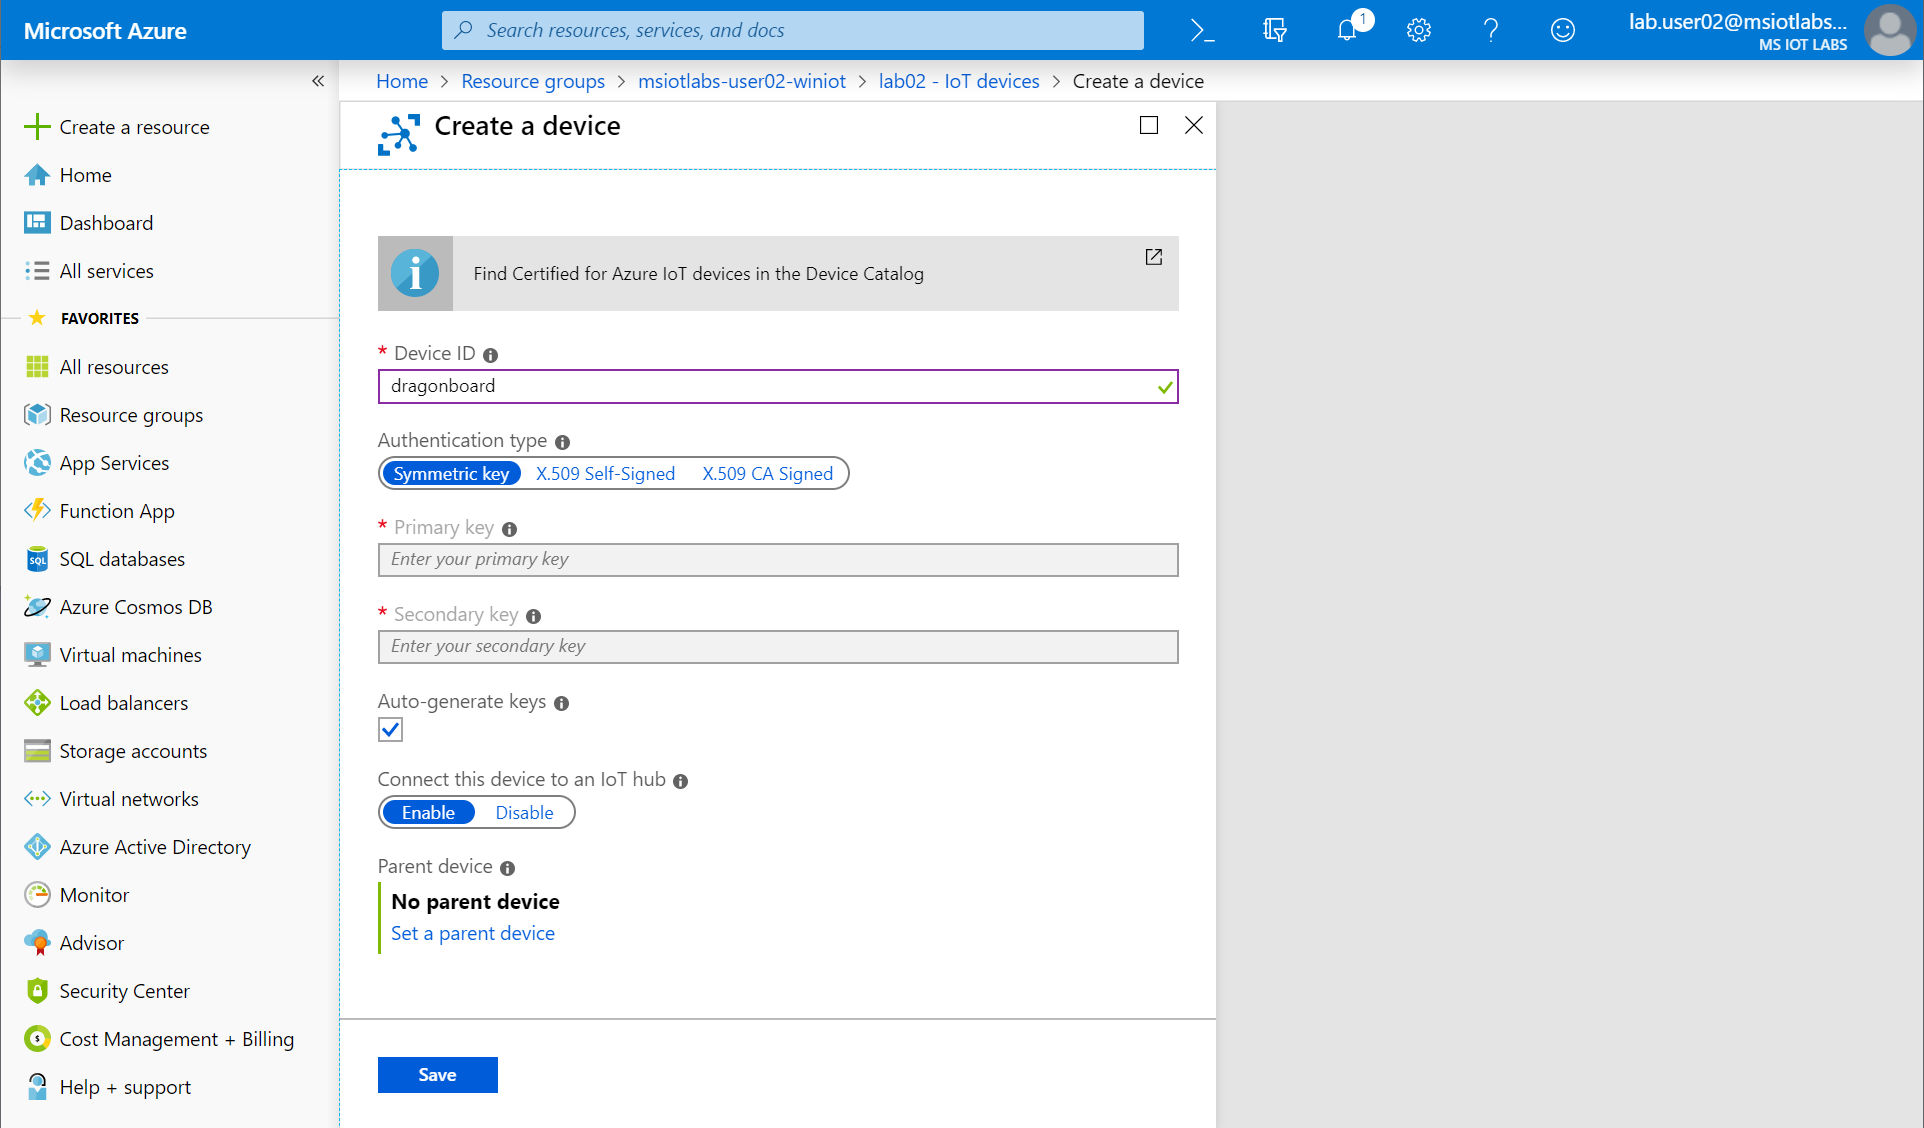 Microsoft Azure
Search resources, services, and docs
1
lab.user02@msiotlabs...
MS IOT LABS
Home > Resource groups > msiotlabs-user02-winiot > lab02 - IoT devices > Create a device
Create a resource
Home
Dashboard
All services
FAVORITES
All resources
Resource groups
App Services
Function App
SQL databases
Azure Cosmos DB
Virtual machines
Load balancers
Storage accounts
Virtual networks
Azure Active Directory
Monitor
Advisor
Security Center
Cost Management + Billing
Help + support
Create a device
Find Certified for Azure IoT devices in the Device Catalog
* Device ID
dragonboard
Authentication type
Symmetric key X.509 Self-Signed X.509 CA Signed
* Primary key
Enter your primary key
* Secondary key
Enter your secondary key
Auto-generate keys
Connect this device to an IoT hub
Enable Disable
Parent device
No parent device
Set a parent device
Save